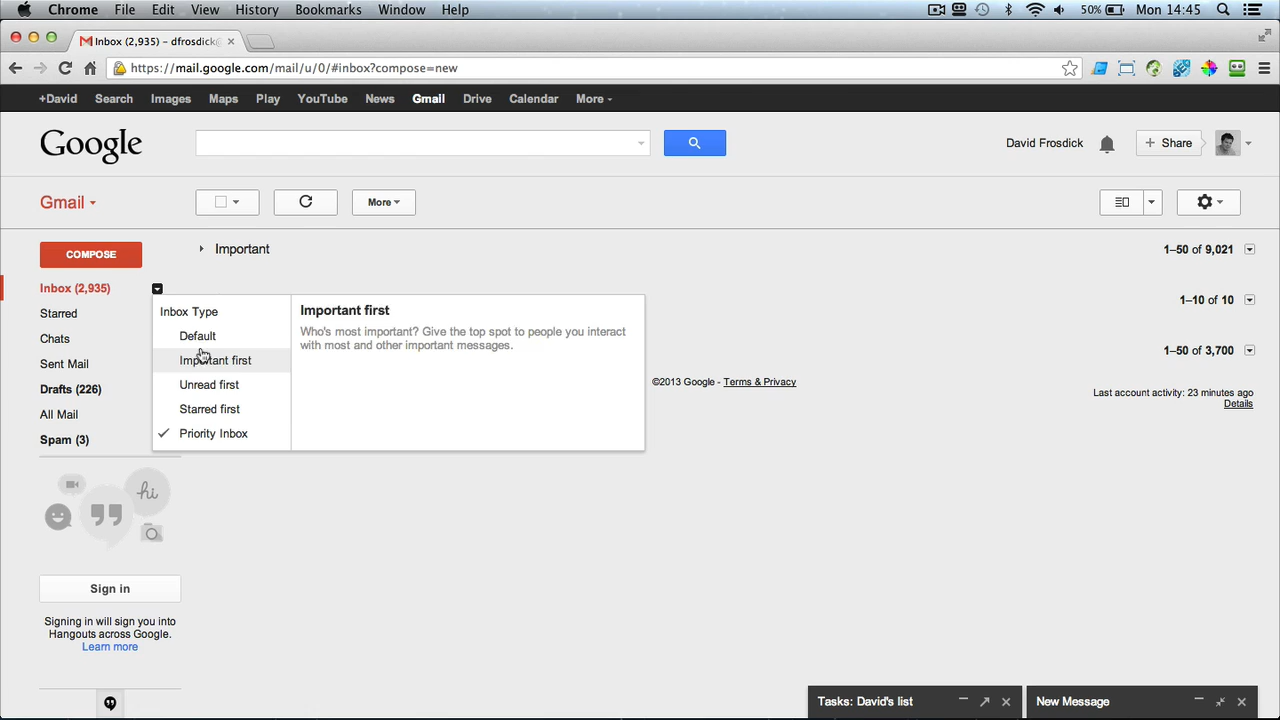 Chrome File Edit View History Bookmarks Window Help 50% Mon 14:45
Inbox (2,935) - dfrosdick@
https://mail.google.com/mail/u/0/#inbox?compose=new
+David Search Images Maps Play YouTube News Gmail Drive Calendar More
Google
David Frosdick
+ Share
Gmail
More
COMPOSE
Important
1–50 of 9,021
Inbox (2,935)
Starred
Chats
Sent Mail
Drafts (226)
All Mail
Spam (3)
Inbox Type
Default
Important first
Unread first
Starred first
Priority Inbox
Important first
Who's most important? Give the top spot to people you interact
with most and other important messages.
1–10 of 10
1–50 of 3,700
©2013 Google - Terms & Privacy
Last account activity: 23 minutes ago
Details
hi
Sign in
Signing in will sign you into
Hangouts across Google.
Learn more
Tasks: David's list
New Message